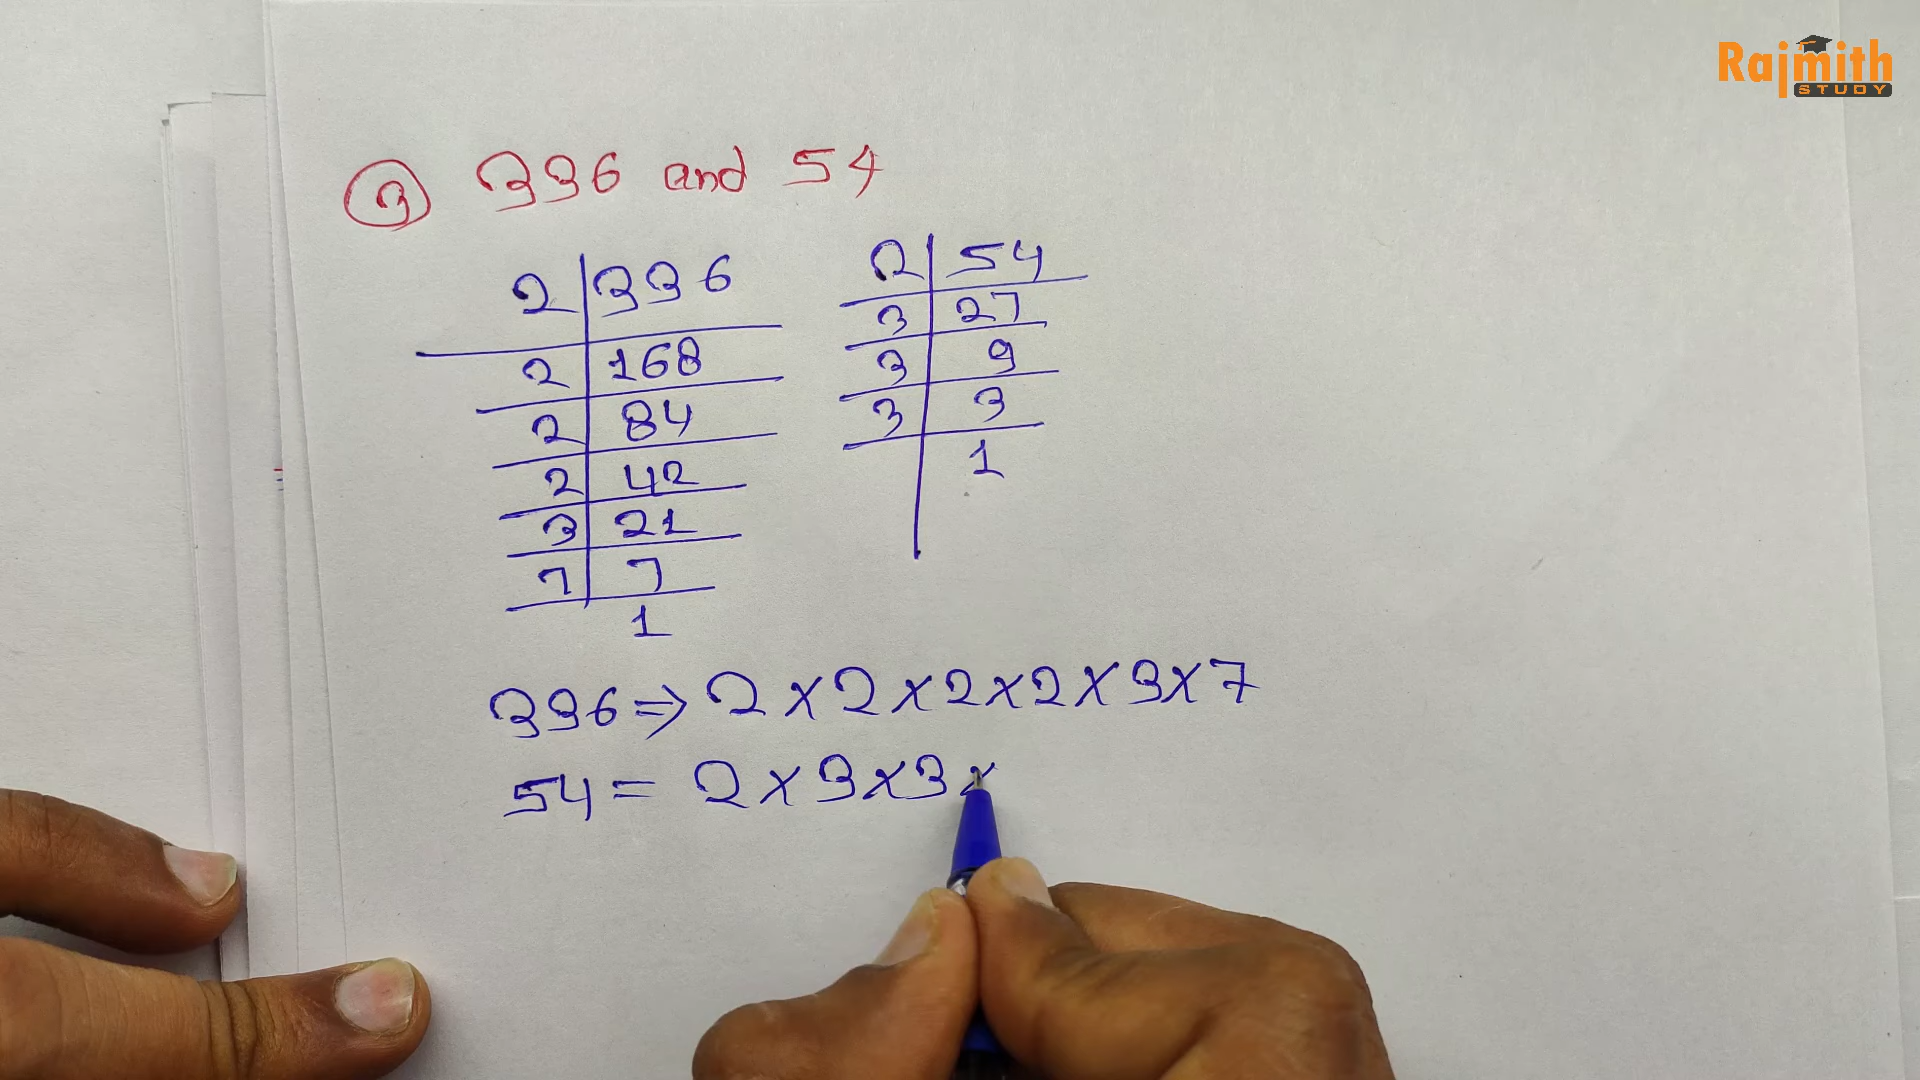 Rajmith
STUDY
3 336 and 54
2 336
2 168
2 84
2 42
3 21
7 7
1
2 54
3 27
3 9
3 3
1
336 ⇒ 2 × 2 × 2 × 2 × 3 × 7
54 = 2 × 3 × 3 ×